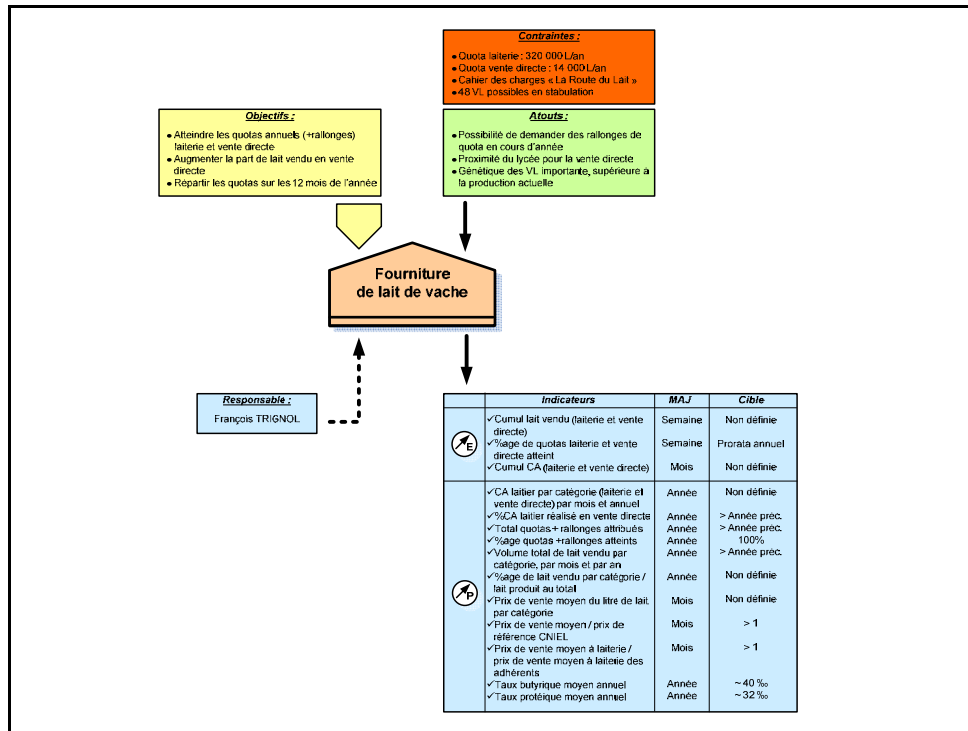 Contraintes :
• Quota laiterie : 320 000 L/an
• Quota vente directe : 14 000 L/an
• Cahier des charges « La Route du Lait »
• 48 VL possibles en stabulation
Objectifs :
• Atteindre les quotas annuels (+rallonges)
laiterie et vente directe
• Augmenter la part de lait vendu en vente
directe
• Répartir les quotas sur les 12 mois de l'année
Atouts :
• Possibilité de demander des rallonges de
quota en cours d'année
• Proximité du lycée pour la vente directe
• Génétique des VL importante, supérieure à
la production actuelle
Fourniture
de lait de vache
Responsable :
François TRIGNOL
Indicateurs MAJ Cible
E
✓Cumul lait vendu (laiterie et vente Semaine Non définie
directe)
✓%age de quotas laiterie et vente Semaine Prorata annuel
directe atteint
✓Cumul CA (laiterie et vente directe) Mois Non définie
P
✓CA laitier par catégorie (laiterie et Année Non définie
vente directe) par mois et annuel
✓%CA laitier réalisé en vente directe Année > Année préc.
✓Total quotas + rallonges attribués Année > Année préc.
✓%age quotas +rallonges atteints Année 100%
✓Volume total de lait vendu par Année > Année préc.
catégorie, par mois et par an
✓%age de lait vendu par catégorie / Année Non définie
lait produit au total
✓Prix de vente moyen du litre de lait Mois Non définie
par catégorie
✓Prix de vente moyen / prix de Mois > 1
référence CNIEL
✓Prix de vente moyen à laiterie / Mois > 1
prix de vente moyen à laiterie des
adhérents
✓Taux butyrique moyen annuel Année ~ 40 ‰
✓Taux protéique moyen annuel Année ~ 32 ‰